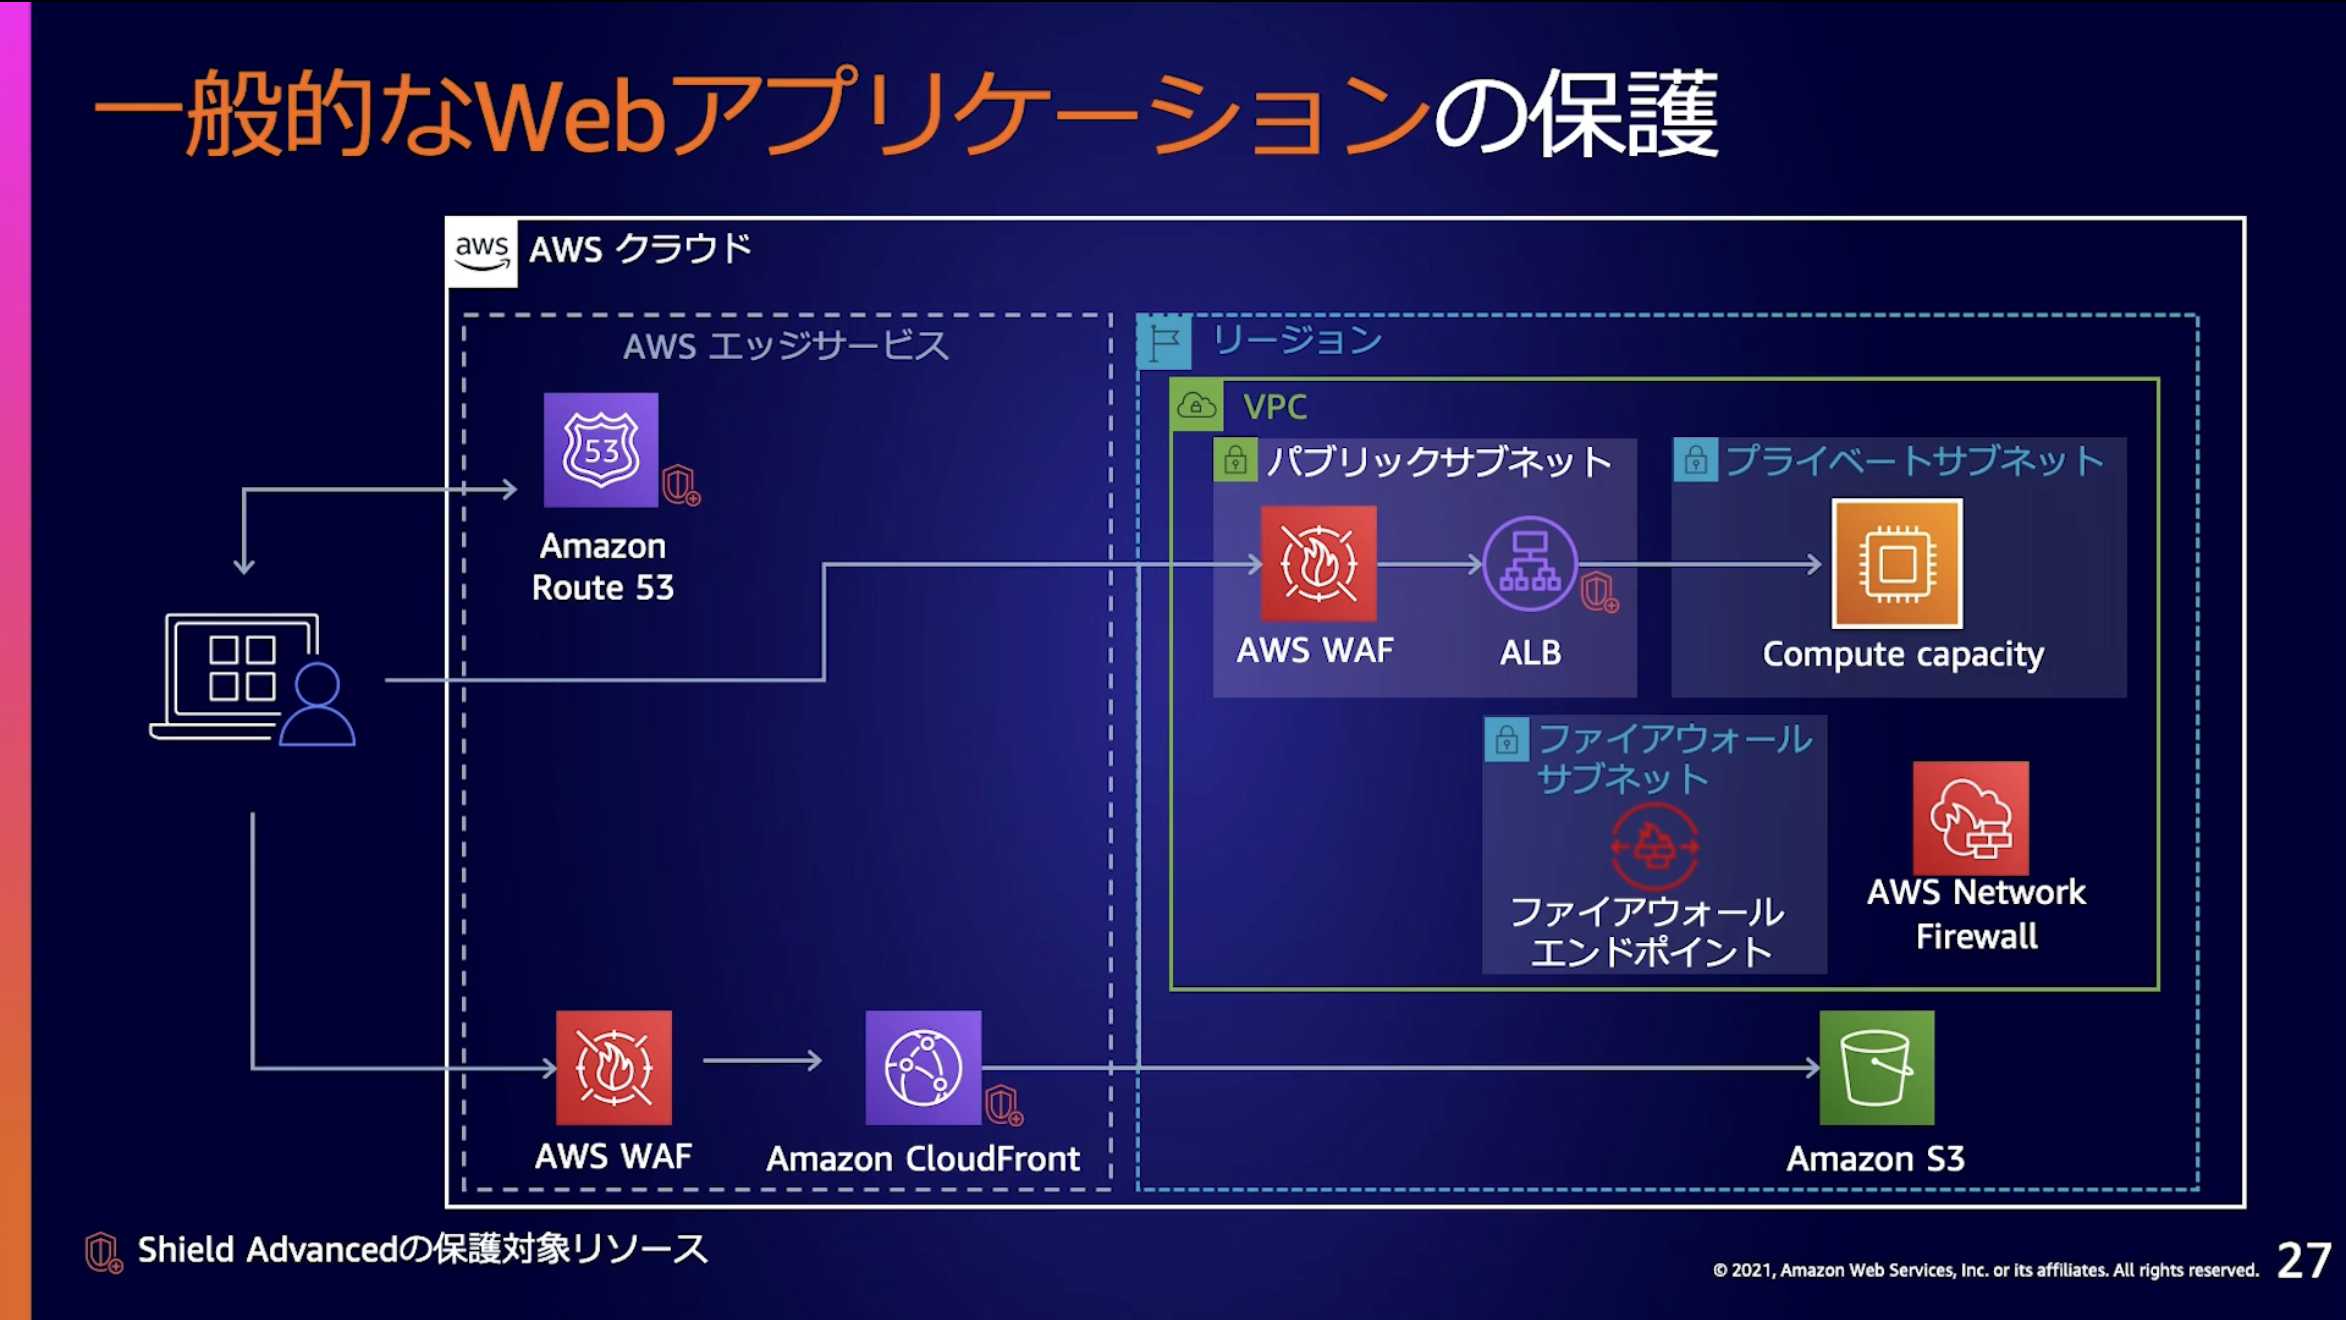 一般的なWebアプリケーションの保護
aws
AWS クラウド
AWS エッジサービス
リージョン
VPC
53
Amazon
Route 53
パブリックサブネット
プライベートサブネット
AWS WAF
ALB
Compute capacity
ファイアウォール
サブネット
ファイアウォール
エンドポイント
AWS Network
Firewall
AWS WAF
Amazon CloudFront
Amazon S3
Shield Advancedの保護対象リソース
© 2021, Amazon Web Services, Inc. or its affiliates. All rights reserved.
27